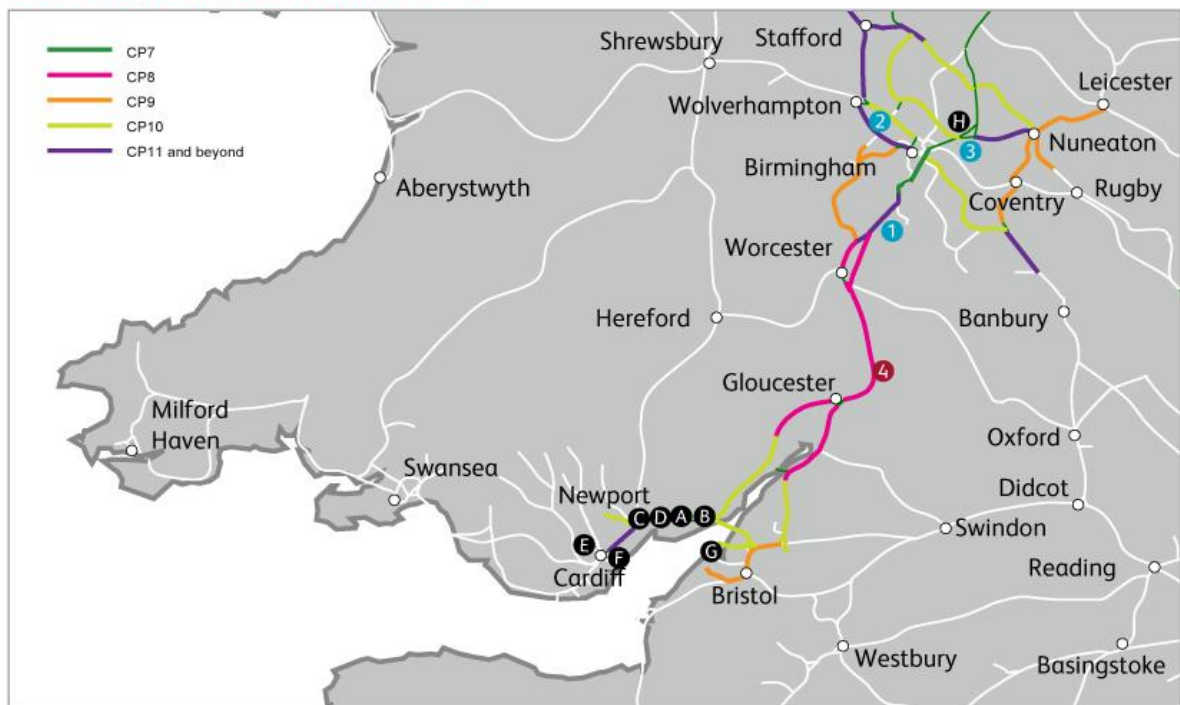 CP7
CP8
CP9
CP10
CP11 and beyond
Shrewsbury
Stafford
Leicester
Wolverhampton
2
H
3
Nuneaton
Birmingham
Aberystwyth
Coventry
Rugby
1
Worcester
Hereford
Banbury
4
Gloucester
Milford
Haven
Oxford
Swansea
Didcot
Newport
C
D
A
B
Swindon
E
F
G
Cardiff
Reading
Bristol
Westbury
Basingstoke